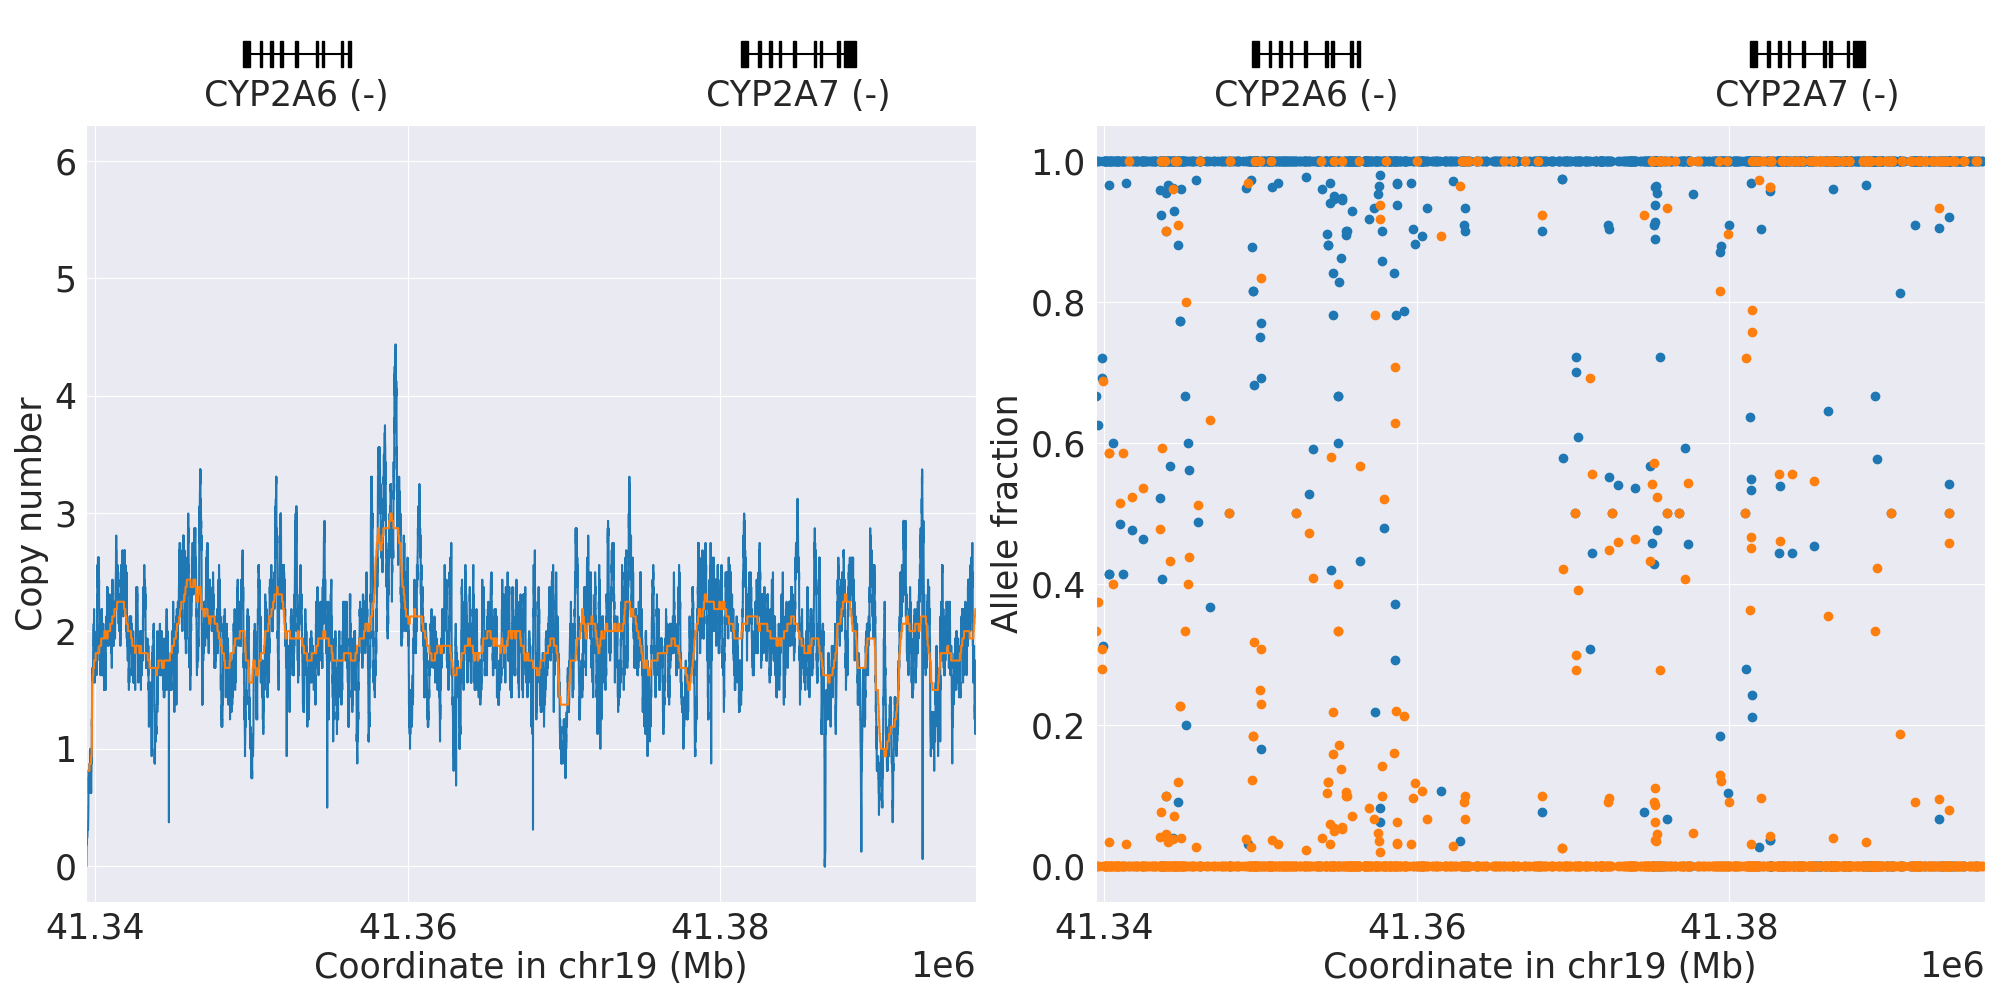 CYP2A6 (-) CYP2A7 (-)
6
5
4
3
2
1
0
Copy number
41.34 41.36 41.38
Coordinate in chr19 (Mb)
1e6
CYP2A6 (-) CYP2A7 (-)
1.0
0.8
0.6
0.4
0.2
0.0
Allele fraction
41.34 41.36 41.38
Coordinate in chr19 (Mb)
1e6